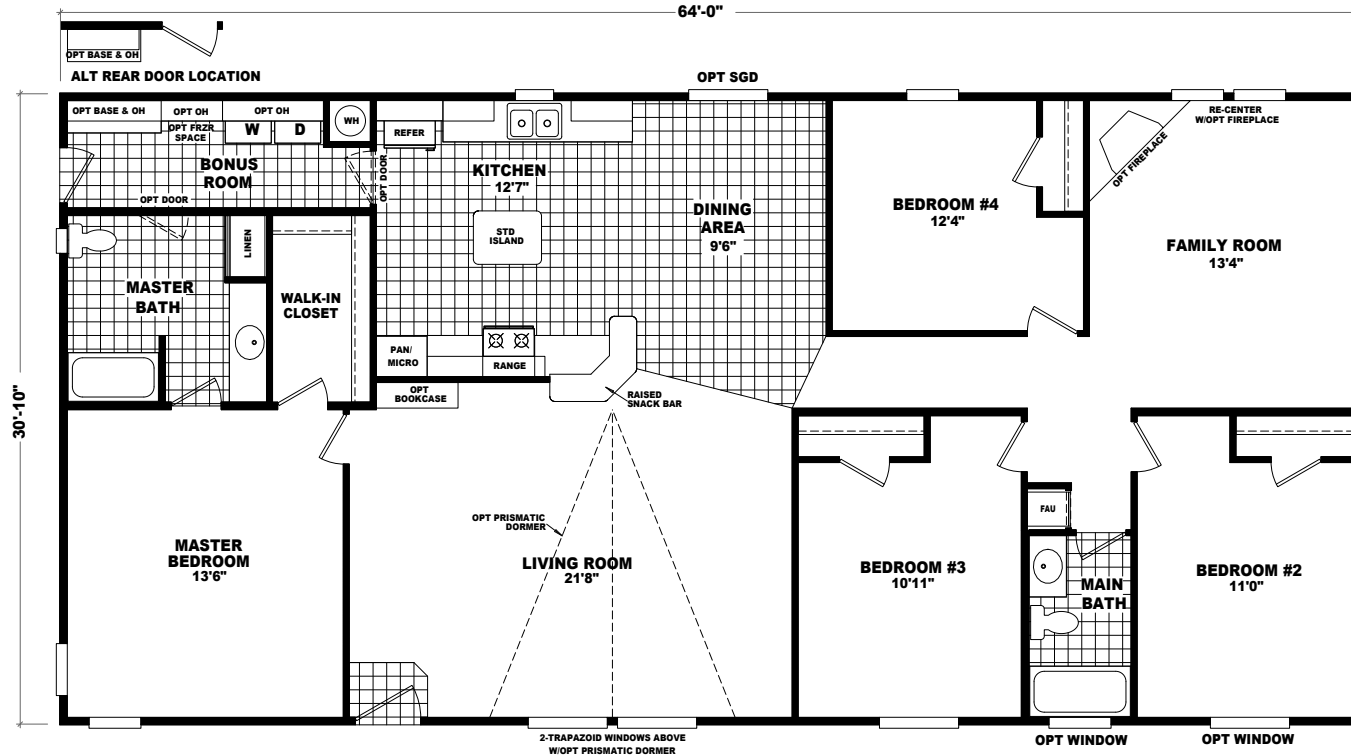 64'-0"
OPT BASE & OH
ALT REAR DOOR LOCATION
OPT SGD
OPT BASE & OH
OPT OH
OPT OH
OPT FRZR
SPACE
W
D
WH
REFER
BONUS
ROOM
OPT DOOR
OPT DOOR
KITCHEN
12'7"
DINING
AREA
9'6"
STD
ISLAND
BEDROOM #4
12'4"
RE-CENTER
W/OPT FIREPLACE
OPT FIREPLACE
FAMILY ROOM
13'4"
LINEN
MASTER
BATH
WALK-IN
CLOSET
PAN/
MICRO
RANGE
OPT
BOOKCASE
RAISED
SNACK BAR
30'-10"
OPT PRISMATIC
DORMER
MASTER
BEDROOM
13'6"
LIVING ROOM
21'8"
BEDROOM #3
10'11"
FAU
MAIN
BATH
BEDROOM #2
11'0"
2-TRAPAZOID WINDOWS ABOVE
W/OPT PRISMATIC DORMER
OPT WINDOW
OPT WINDOW